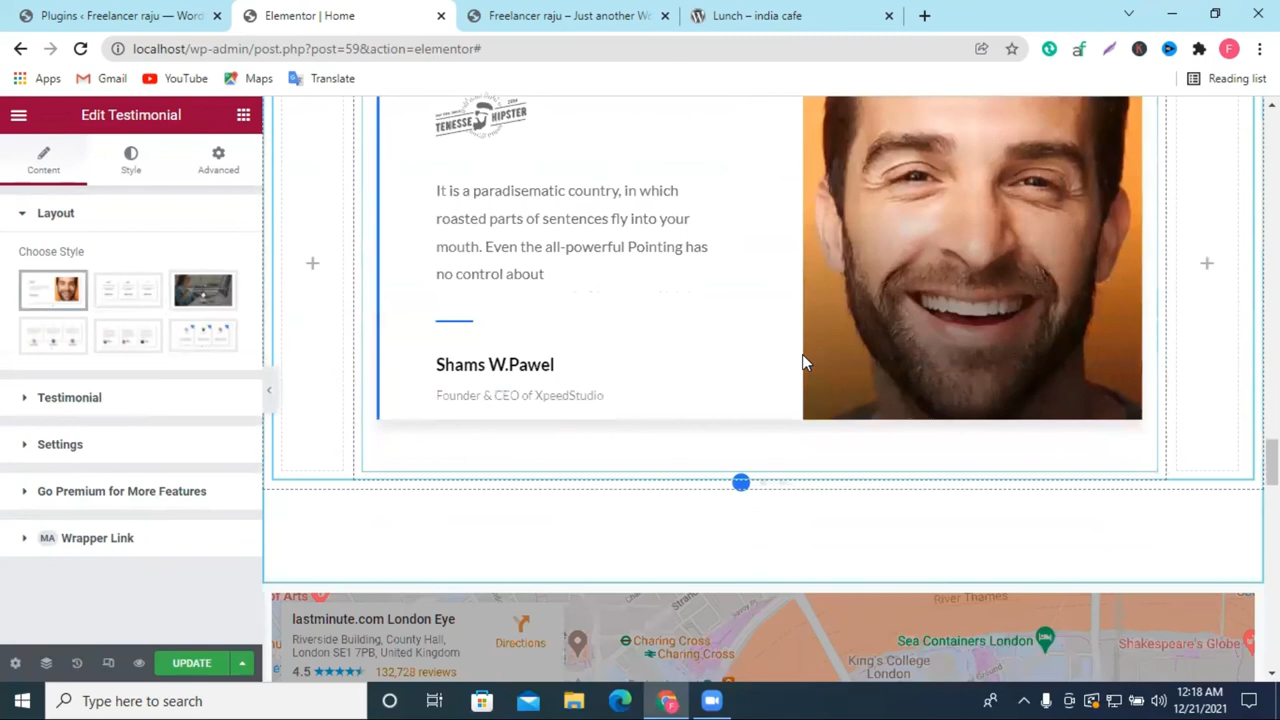 Plugins ‹ Freelancer raju — Word
Elementor | Home
Freelancer raju – Just another Wo
Lunch – india cafe
localhost/wp-admin/post.php?post=59&action=elementor#
Apps
Gmail
YouTube
Maps
Translate
Reading list
Edit Testimonial
Content
Style
Advanced
Layout
Choose Style
Testimonial
Settings
Go Premium for More Features
MA Wrapper Link
UPDATE
TENESSE HIPSTER
It is a paradisematic country, in which
roasted parts of sentences fly into your
mouth. Even the all-powerful Pointing has
no control about
Shams W.Pawel
Founder & CEO of XpeedStudio
of Arts
lastminute.com London Eye
Riverside Building, County Hall,
London SE1 7PB, United Kingdom
4.5 132,728 reviews
Directions
Charing Cross
Charing Cross
River Thames
Sea Containers London
King's College
London
Shakespeare's Globe
Type here to search
12:18 AM
12/21/2021